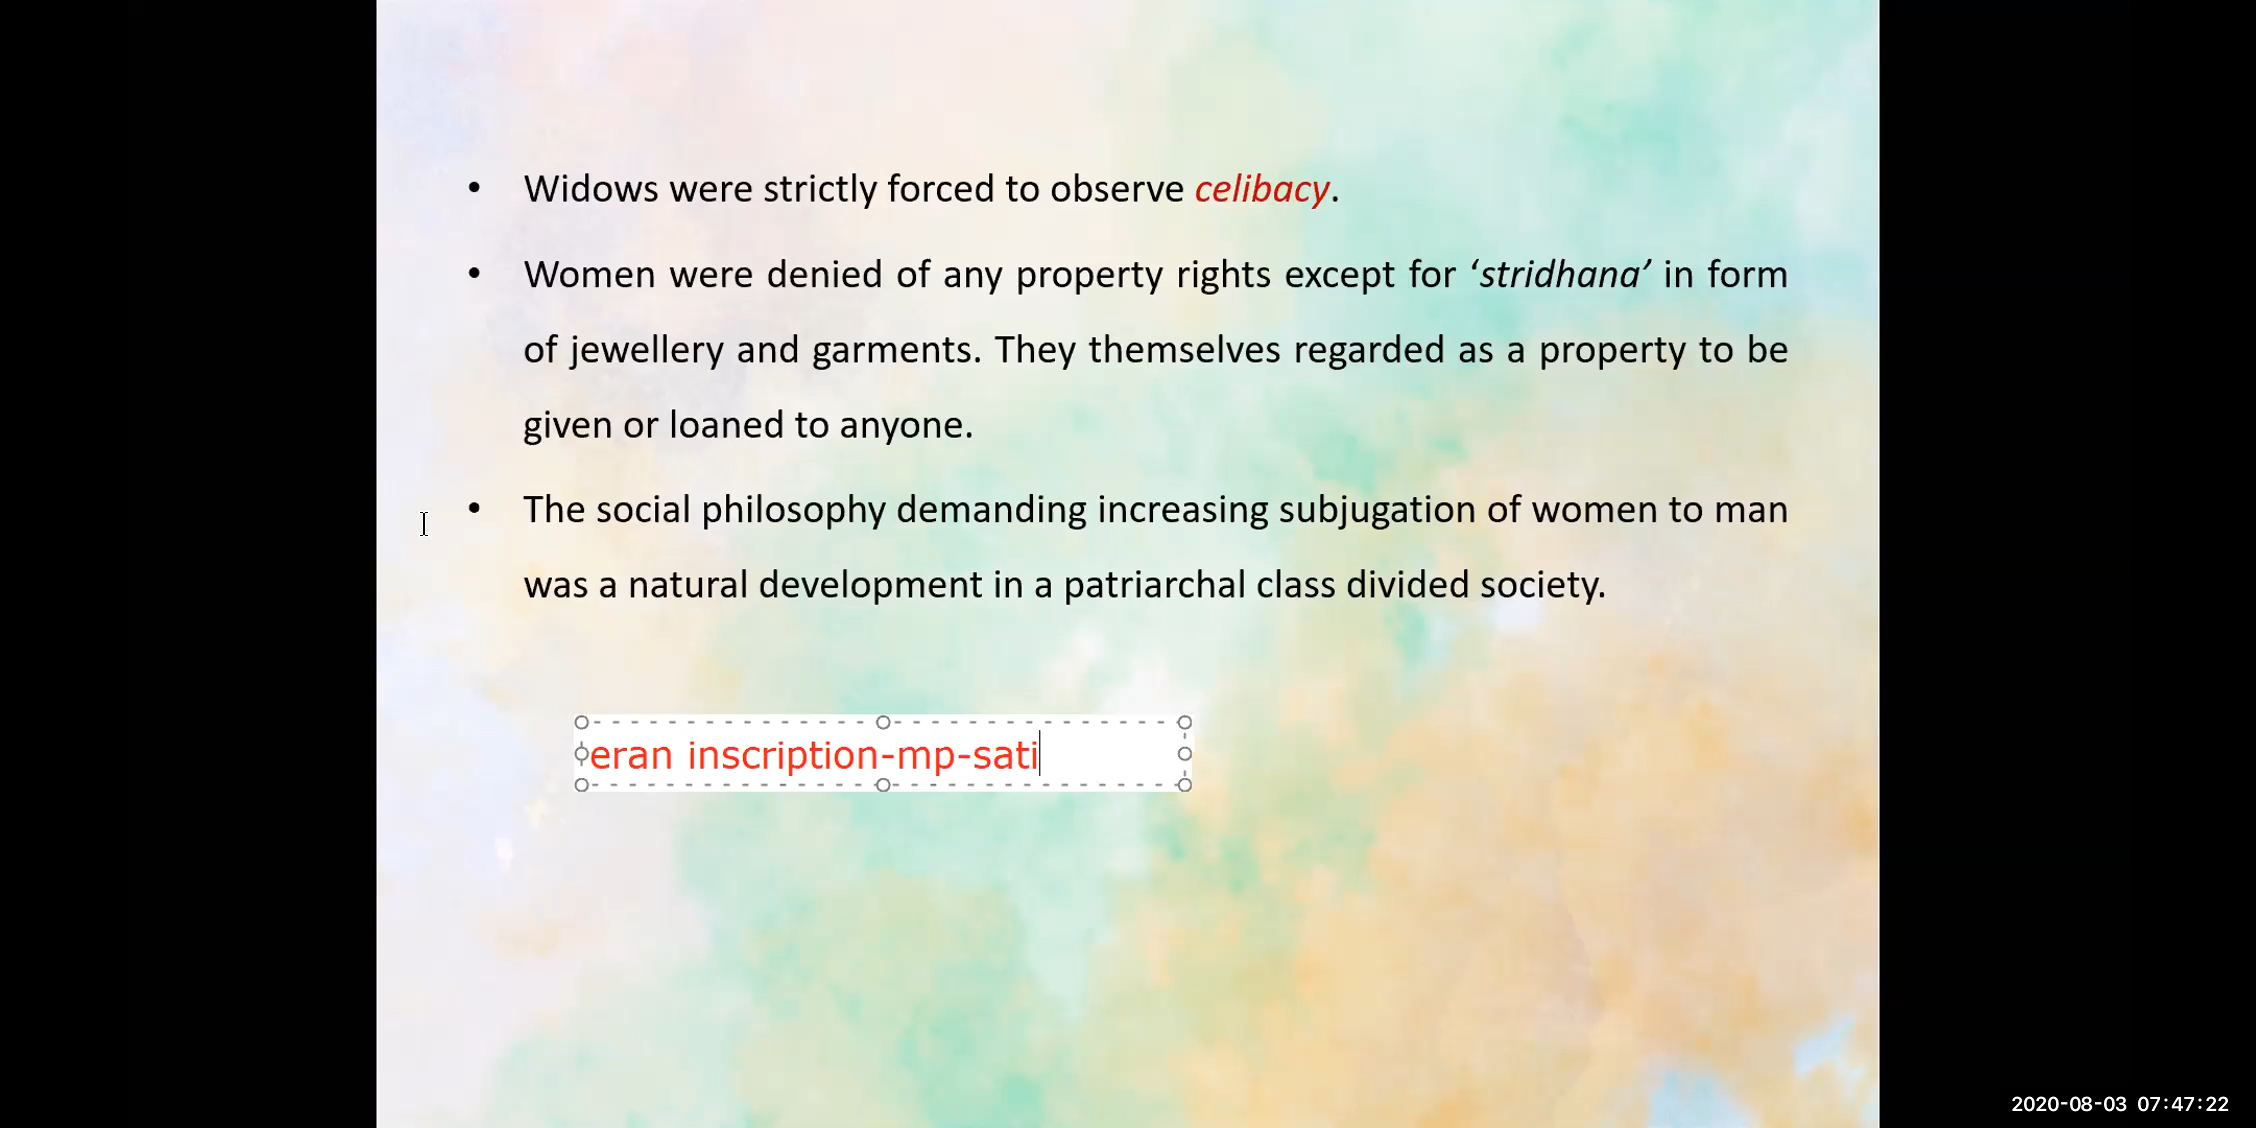 • Widows were strictly forced to observe celibacy.
• Women were denied of any property rights except for ‘stridhana’ in form
of jewellery and garments. They themselves regarded as a property to be
given or loaned to anyone.
• The social philosophy demanding increasing subjugation of women to man
was a natural development in a patriarchal class divided society.
eran inscription-mp-sati
2020-08-03 07:47:22